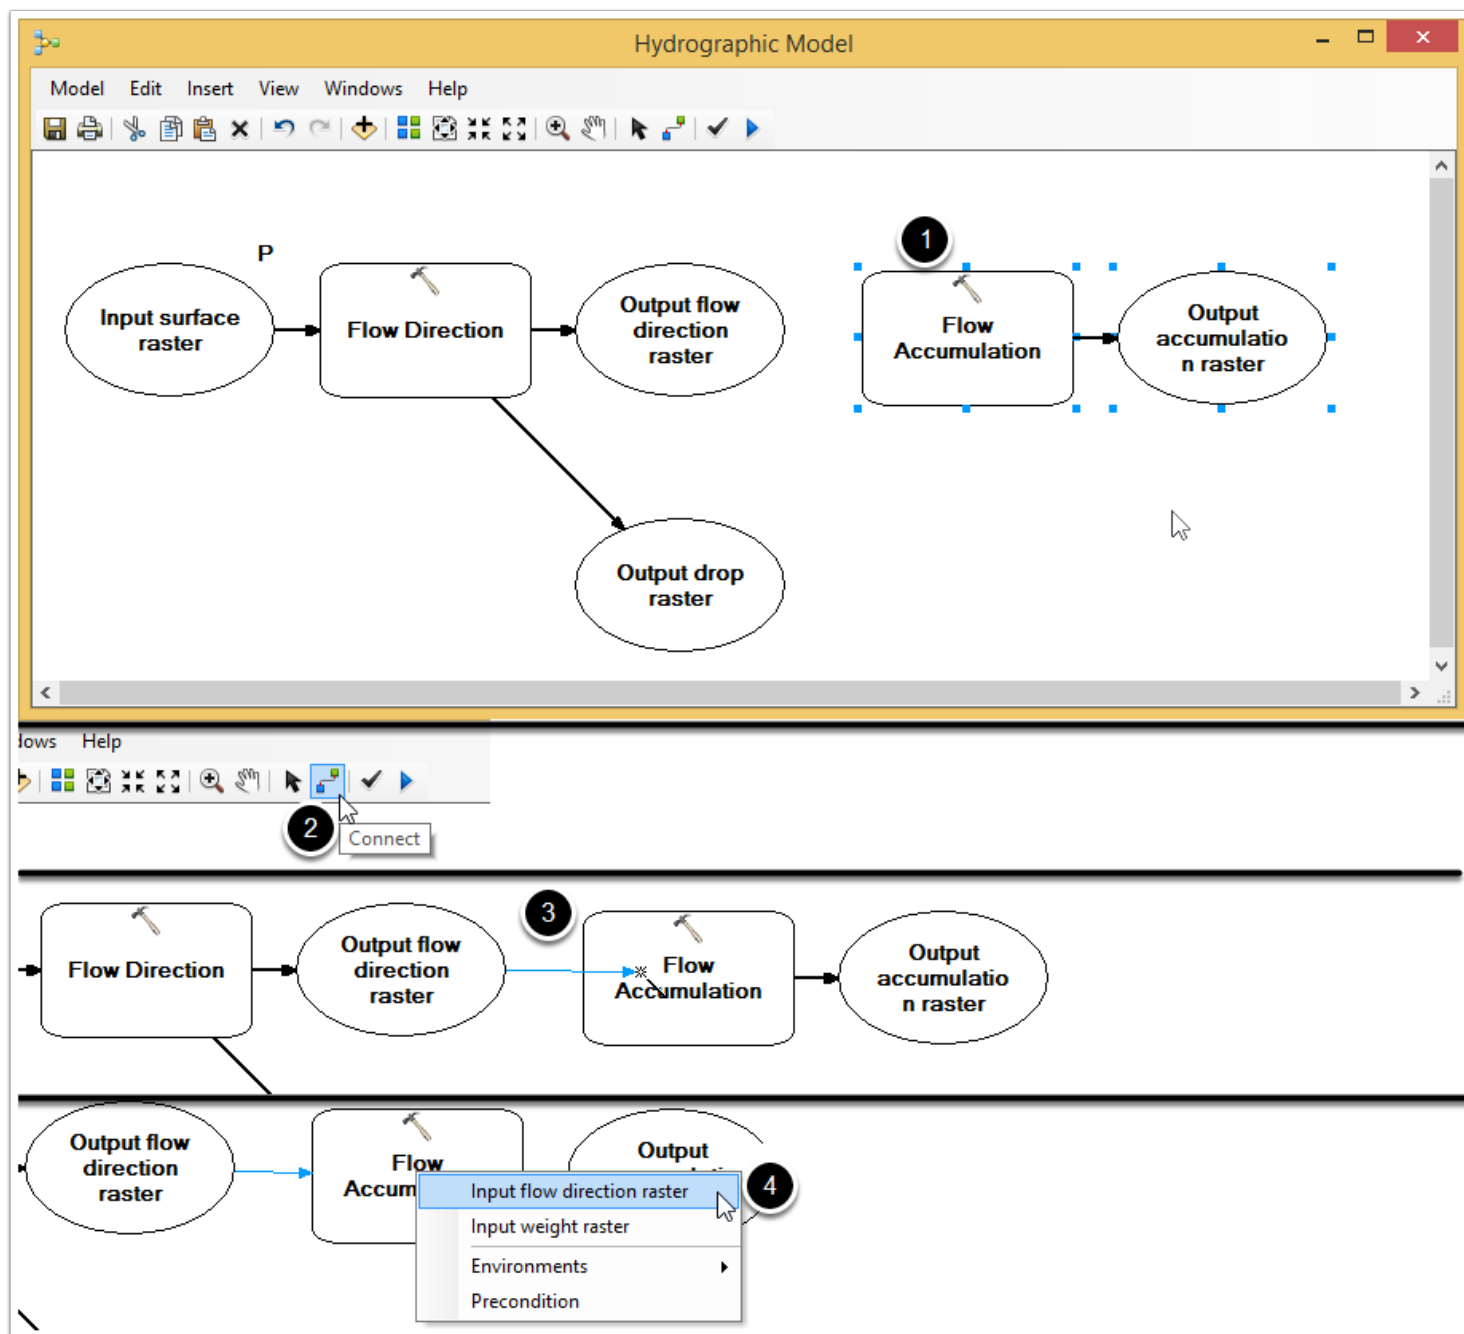 Hydrographic Model
Model Edit Insert View Windows Help
P
1
Input surface
raster
Flow Direction
Output flow
direction
raster
Flow
Accumulation
Output
accumulatio
n raster
Output drop
raster
dows Help
2
Connect
3
Flow Direction
Output flow
direction
raster
Flow
Accumulation
Output
accumulatio
n raster
Output flow
direction
raster
Flow
Accum
Output
4
Input flow direction raster
Input weight raster
Environments
Precondition